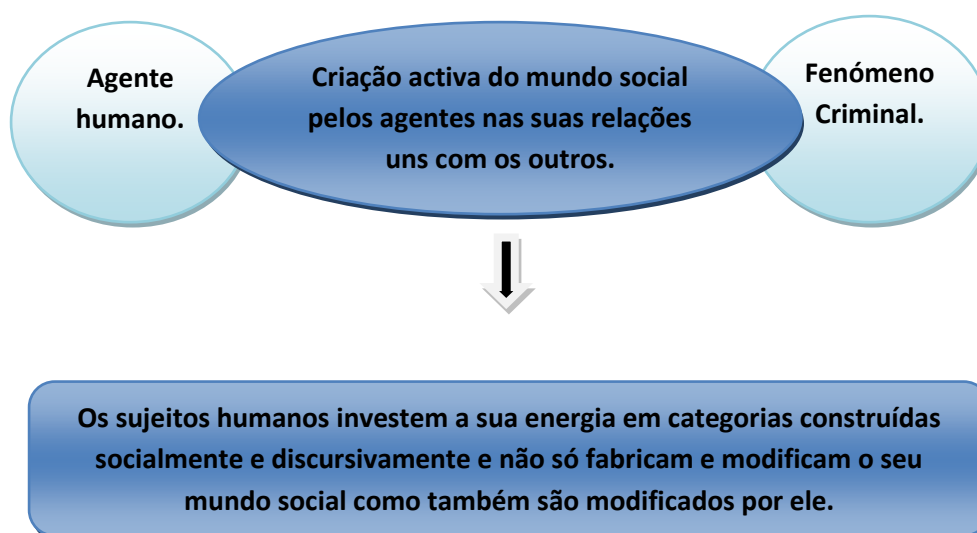 Agente
humano.
Criação activa do mundo social
pelos agentes nas suas relações
uns com os outros.
Fenómeno
Criminal.
Os sujeitos humanos investem a sua energia em categorias construídas
socialmente e discursivamente e não só fabricam e modificam o seu
mundo social como também são modificados por ele.